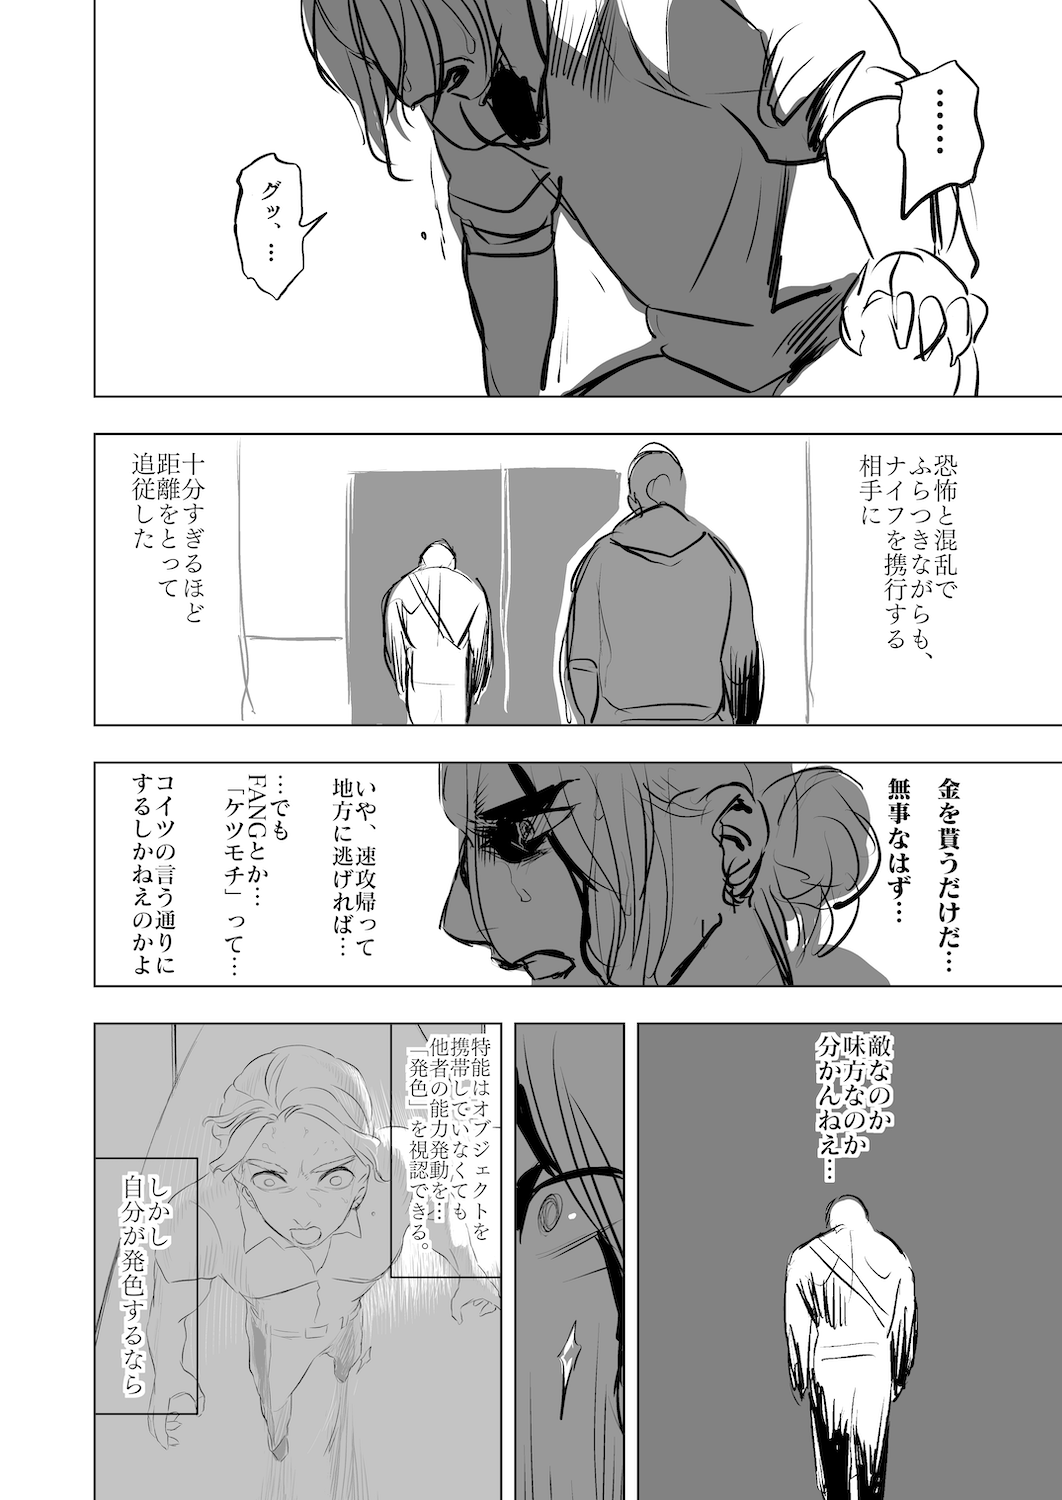 ……
グッ、…
恐怖と混乱で
ふらつきながらも、
ナイフを携行する
相手に
十分すぎるほど
距離をとって
追従した
金を貰うだけだ…
無事なはず…
いや、速攻帰って
地方に逃げれば…
…でも
FANGとか…
「ケツモチ」って…
コイツの言う通りに
するしかねえのかよ
敵なのか
味方なのか
分かんねえ…
特能はオブジェクトを
携帯していなくても
他者の能力発動を…
「発色」を視認できる。
しかし
自分が発色するなら